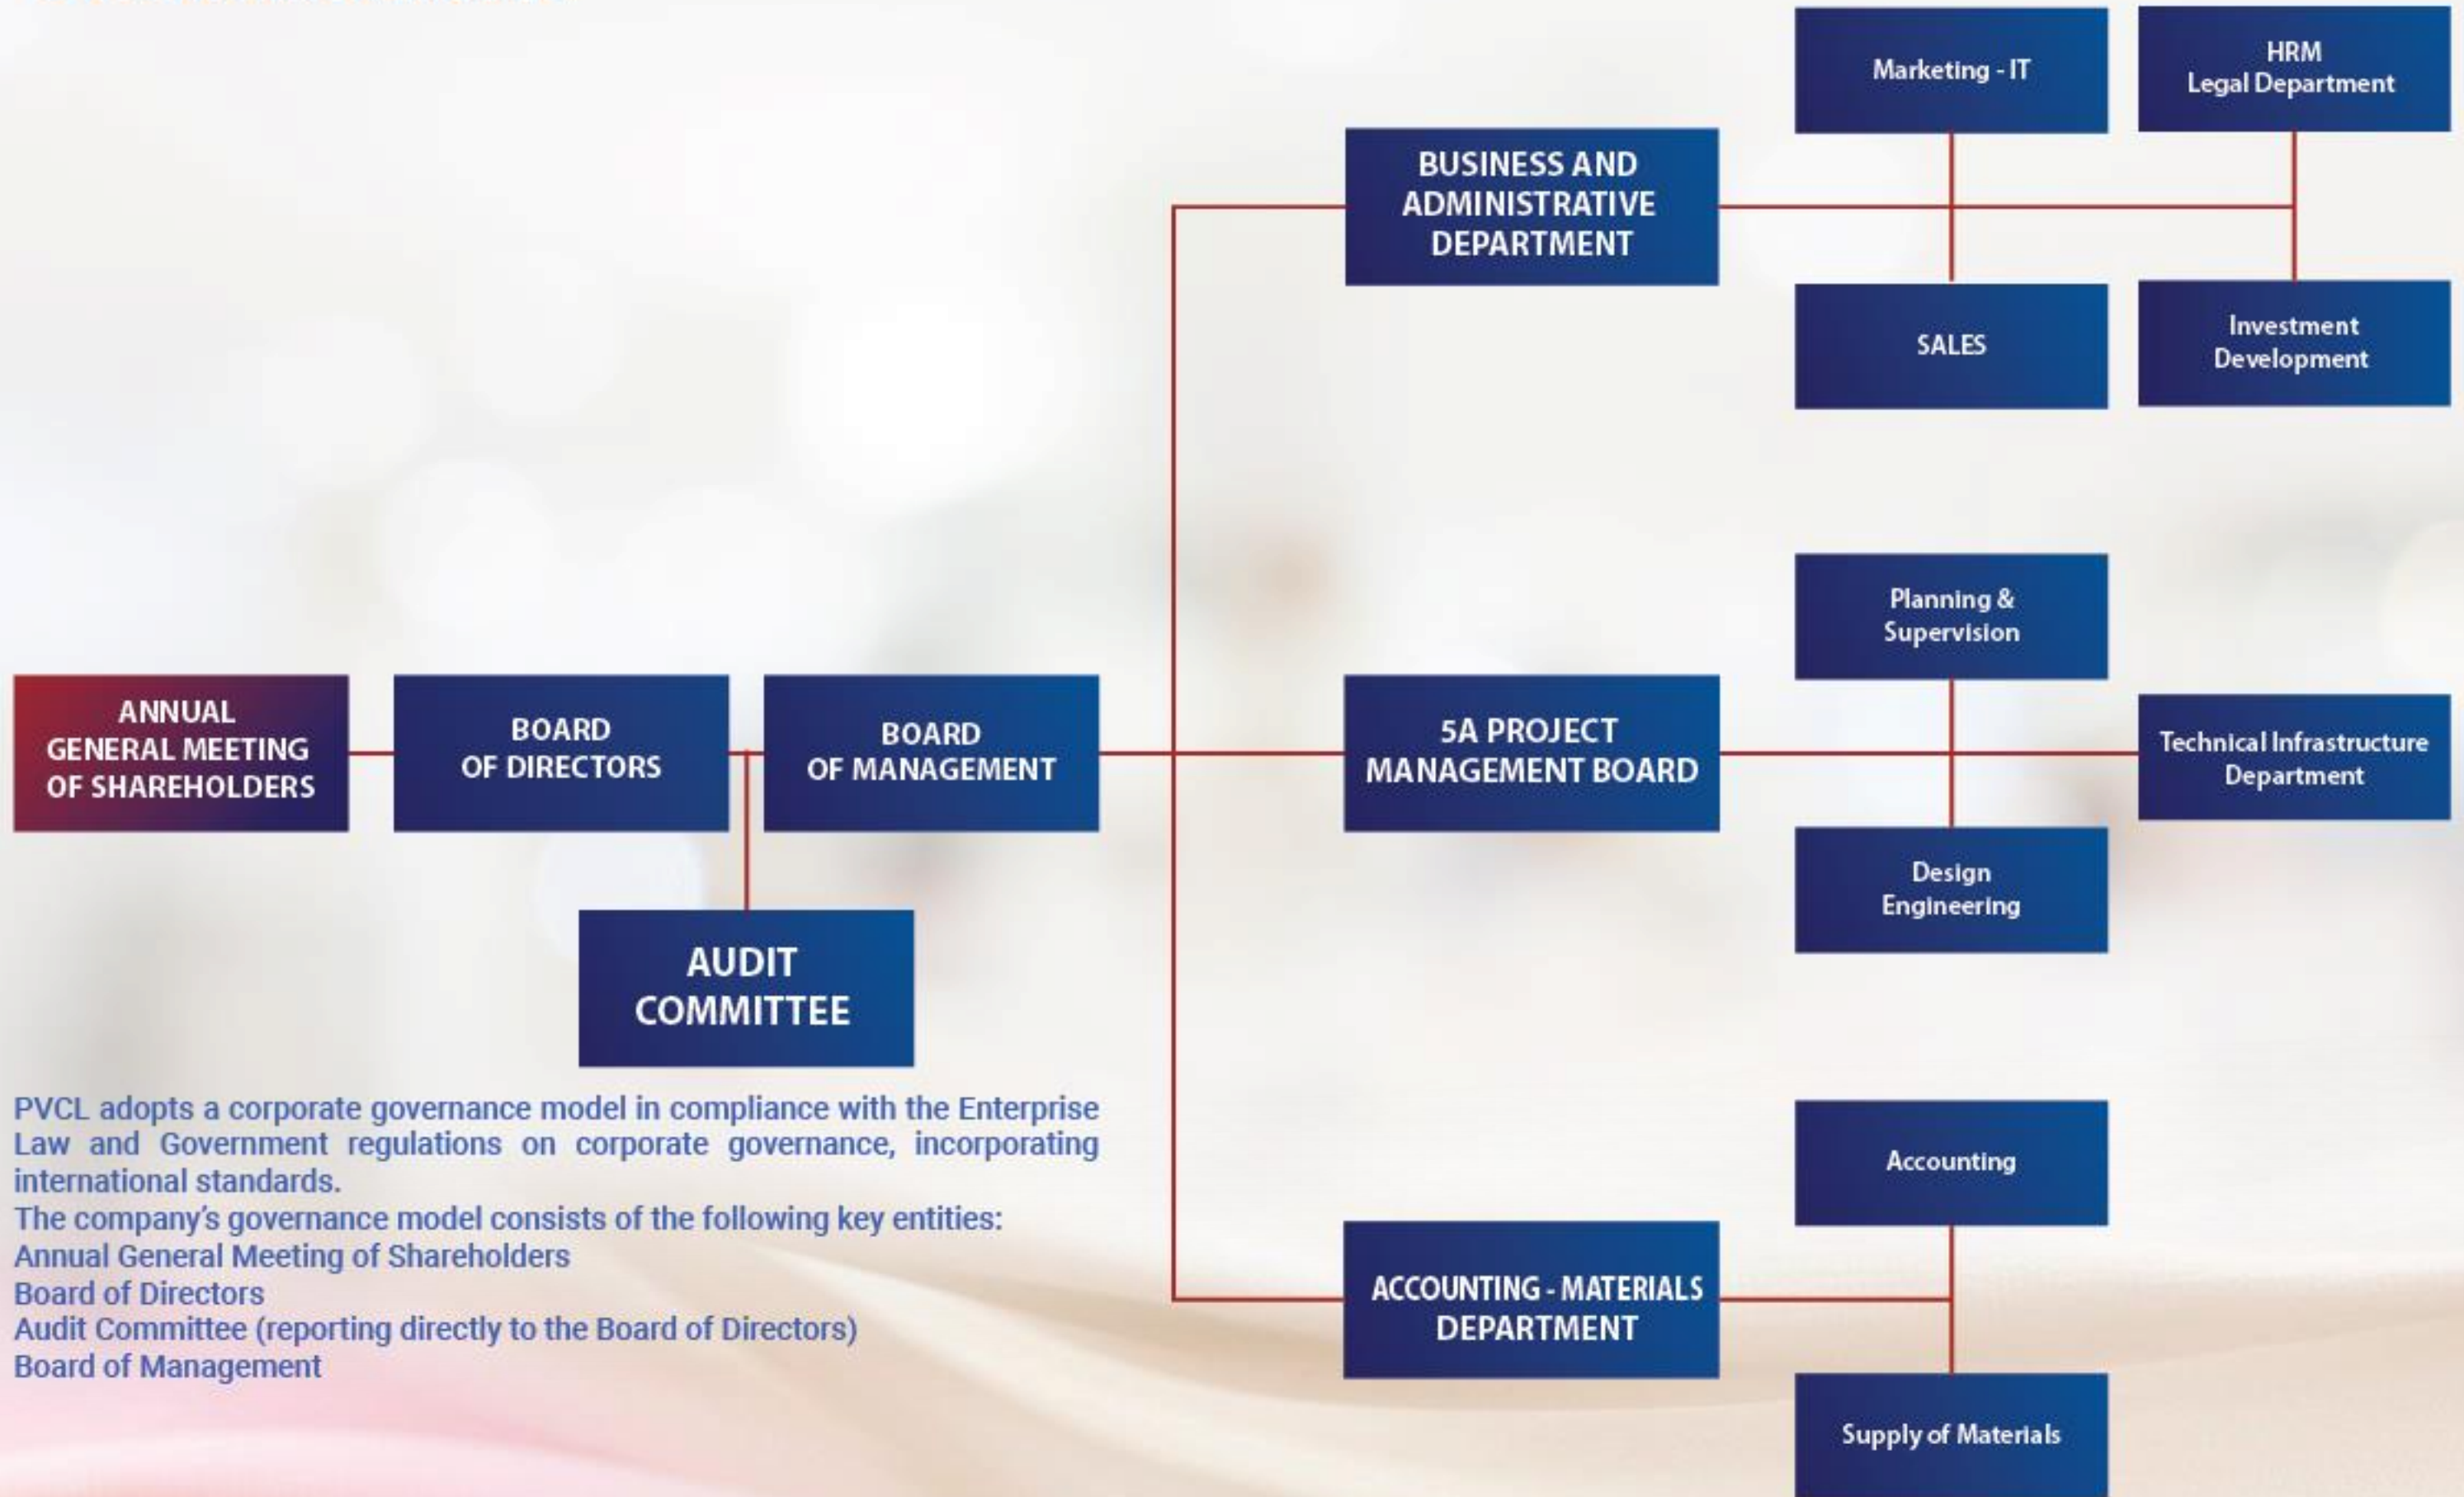 Marketing - IT
HRM
Legal Department
BUSINESS AND
ADMINISTRATIVE
DEPARTMENT
SALES
Investment
Development
Planning &
Supervision
ANNUAL
GENERAL MEETING
OF SHAREHOLDERS
BOARD
OF DIRECTORS
BOARD
OF MANAGEMENT
5A PROJECT
MANAGEMENT BOARD
Technical Infrastructure
Department
Design
Engineering
AUDIT
COMMITTEE
PVCL adopts a corporate governance model in compliance with the Enterprise
Law and Government regulations on corporate governance, incorporating
international standards.
The company’s governance model consists of the following key entities:
Annual General Meeting of Shareholders
Board of Directors
Audit Committee (reporting directly to the Board of Directors)
Board of Management
Accounting
ACCOUNTING - MATERIALS
DEPARTMENT
Supply of Materials